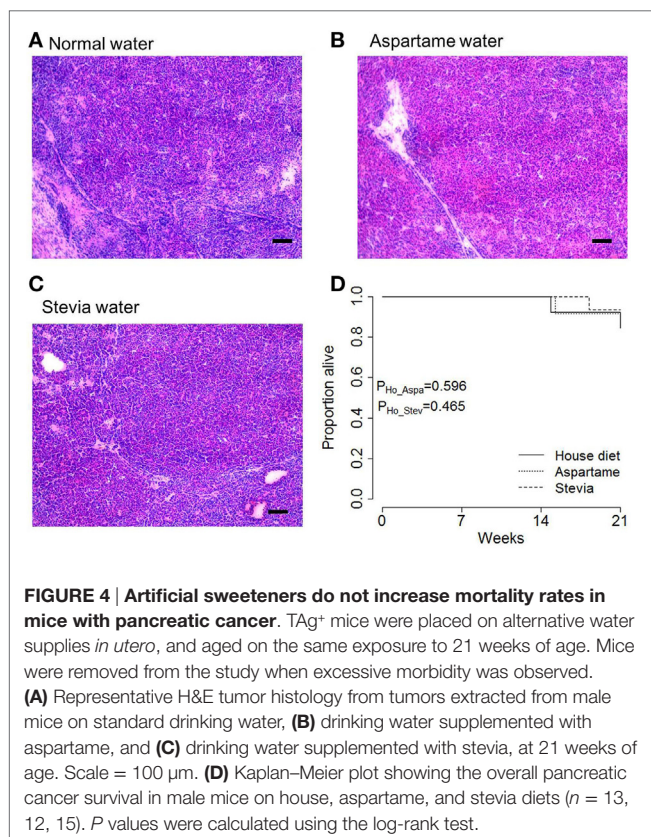 A Normal water
B Aspartame water
C Stevia water
D
Proportion alive
1.0
0.8
0.6
0.4
0.2
0.0
P_Ho_Aspa=0.596
P_Ho_Stev=0.465
House diet
Aspartame
Stevia
0 7 14 21
Weeks
FIGURE 4 | Artificial sweeteners do not increase mortality rates in
mice with pancreatic cancer. TAg⁺ mice were placed on alternative water
supplies in utero, and aged on the same exposure to 21 weeks of age. Mice
were removed from the study when excessive morbidity was observed.
(A) Representative H&E tumor histology from tumors extracted from male
mice on standard drinking water, (B) drinking water supplemented with
aspartame, and (C) drinking water supplemented with stevia, at 21 weeks of
age. Scale = 100 µm. (D) Kaplan–Meier plot showing the overall pancreatic
cancer survival in male mice on house, aspartame, and stevia diets (n = 13,
12, 15). P values were calculated using the log-rank test.